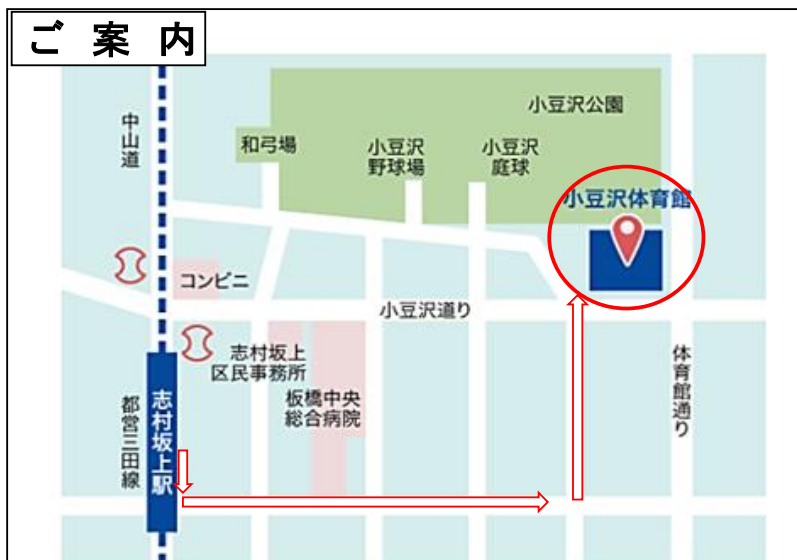 ご 案 内
中山道
和弓場
小豆沢公園
小豆沢
野球場
小豆沢
庭球
小豆沢体育館
コンビニ
小豆沢道り
志村坂上
区民事務所
板橋中央
総合病院
体育館通り
都営三田線
志村坂上駅